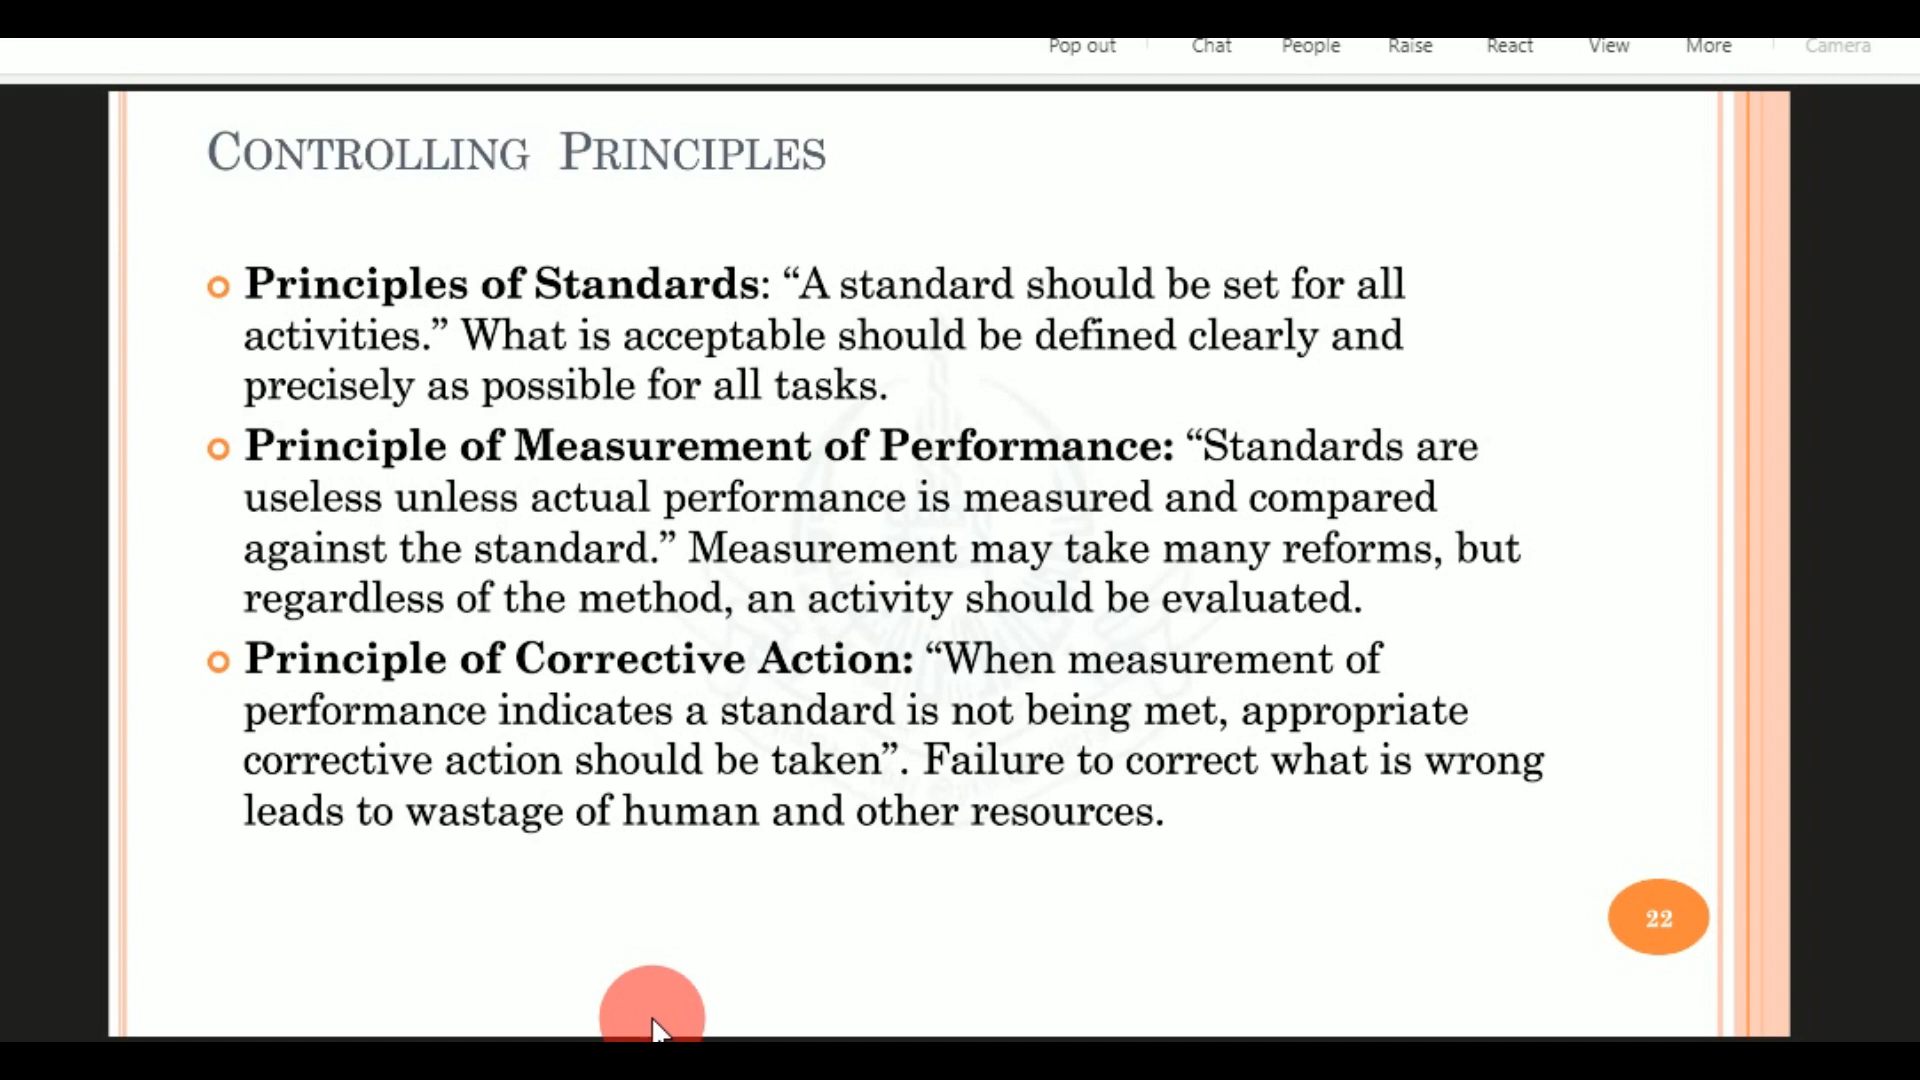 Pop out Chat People Raise React View More Camera
CONTROLLING PRINCIPLES
Principles of Standards: “A standard should be set for all
activities.” What is acceptable should be defined clearly and
precisely as possible for all tasks.
Principle of Measurement of Performance: “Standards are
useless unless actual performance is measured and compared
against the standard.” Measurement may take many reforms, but
regardless of the method, an activity should be evaluated.
Principle of Corrective Action: “When measurement of
performance indicates a standard is not being met, appropriate
corrective action should be taken”. Failure to correct what is wrong
leads to wastage of human and other resources.
22